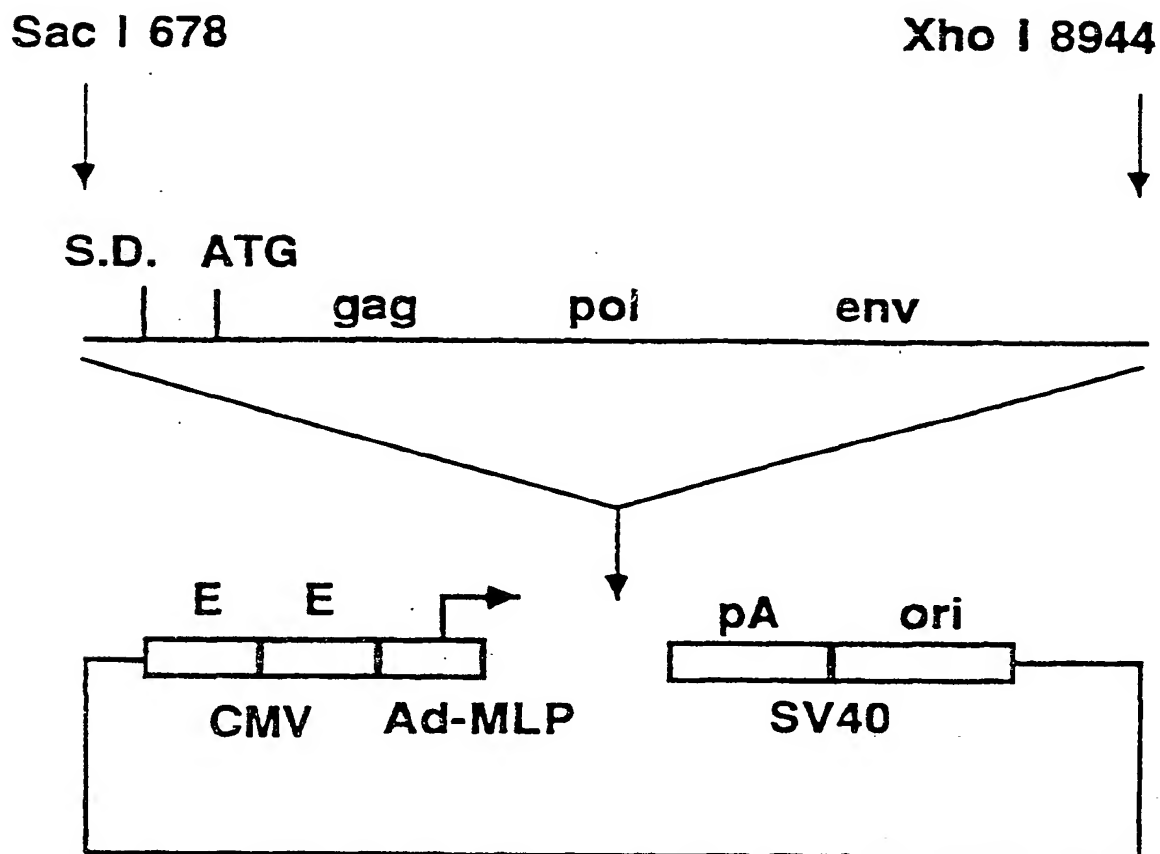 Sac I 678 Xho I 8944
S.D. ATG
gag pol env
E E pA ori
CMV Ad-MLP SV40